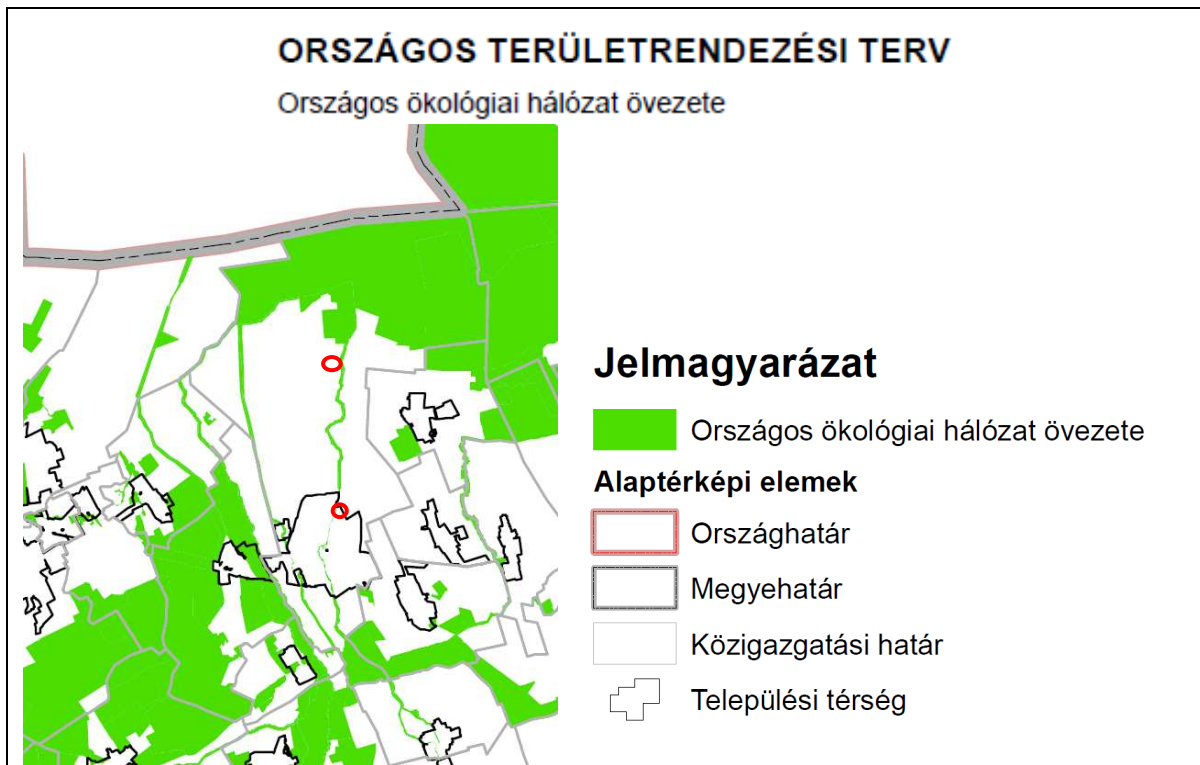 ORSZÁGOS TERÜLETRENDEZÉSI TERV
Országos ökológiai hálózat övezete
Jelmagyarázat
Országos ökológiai hálózat övezete
Alaptérképi elemek
Országhatár
Megyehatár
Közigazgatási határ
Települési térség